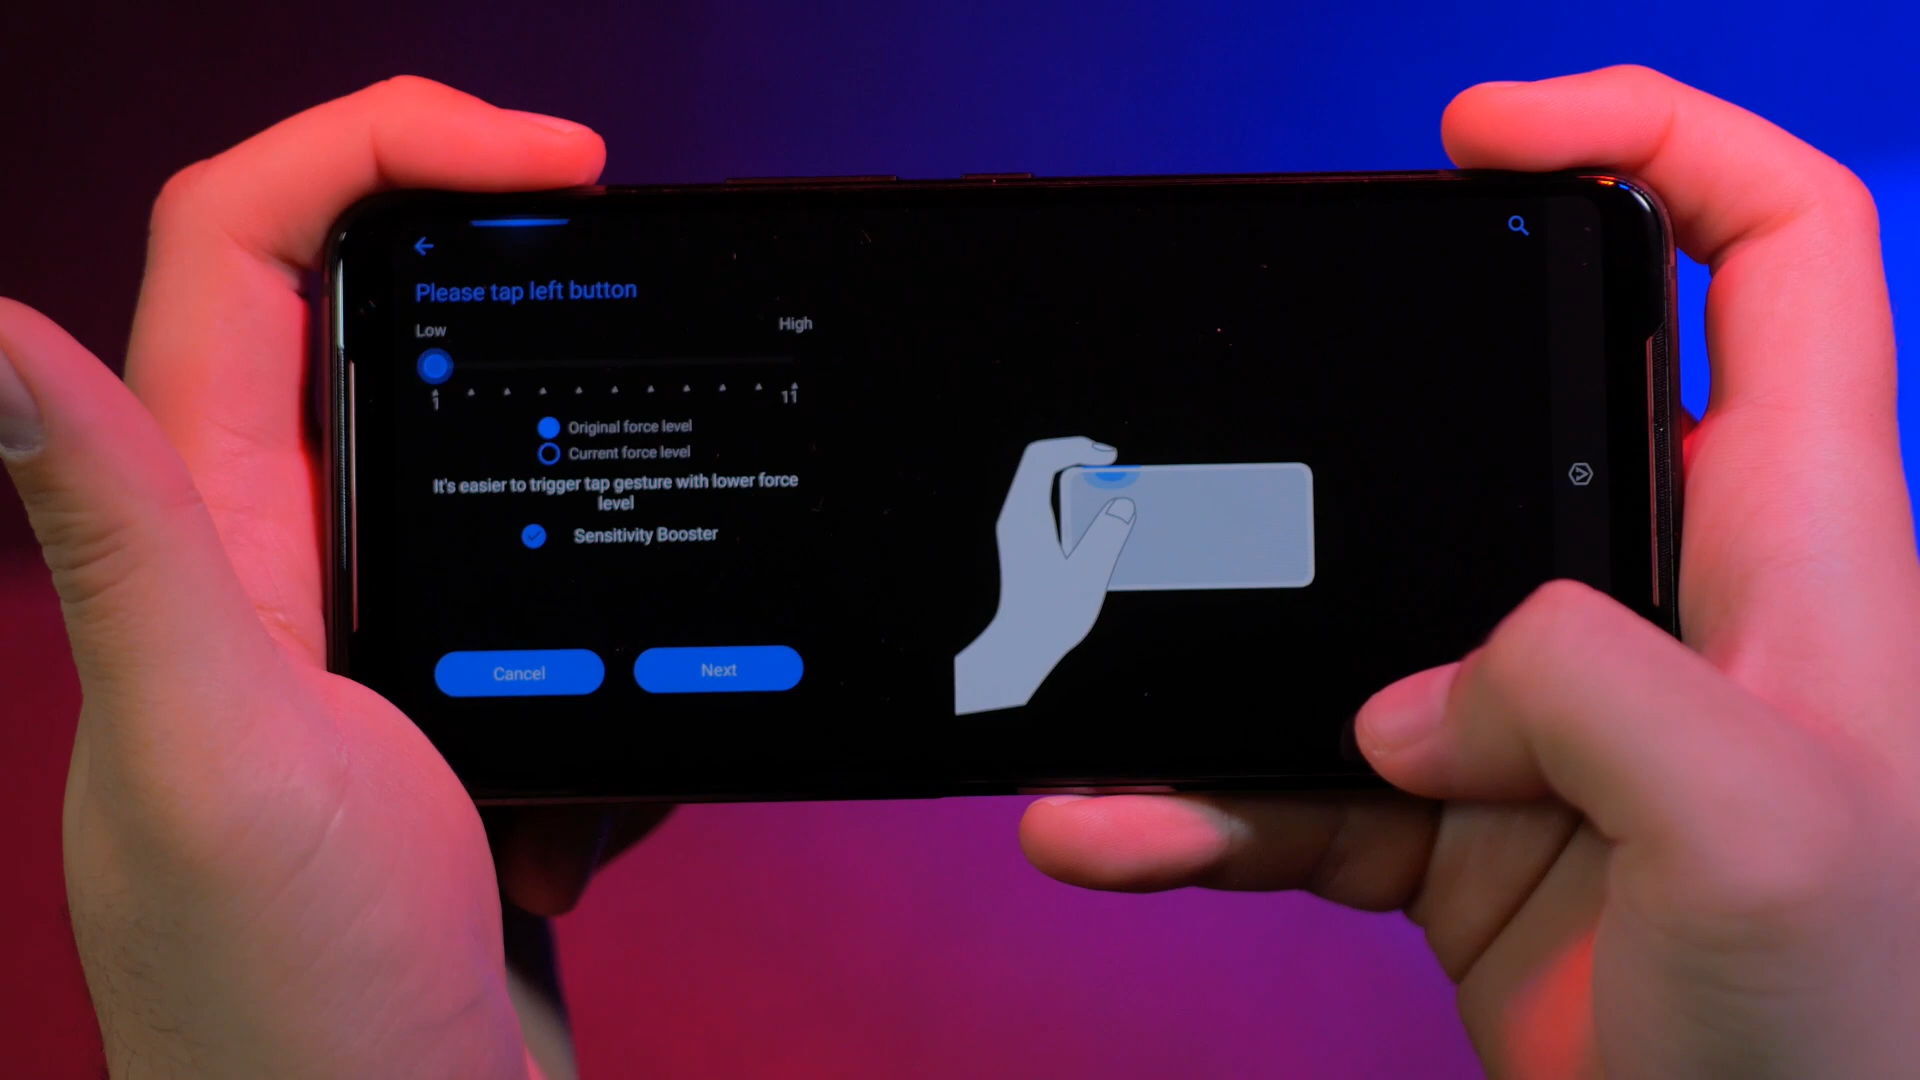 Please tap left button
Low
High
1
11
Original force level
Current force level
It's easier to trigger tap gesture with lower force
level
Sensitivity Booster
Cancel
Next